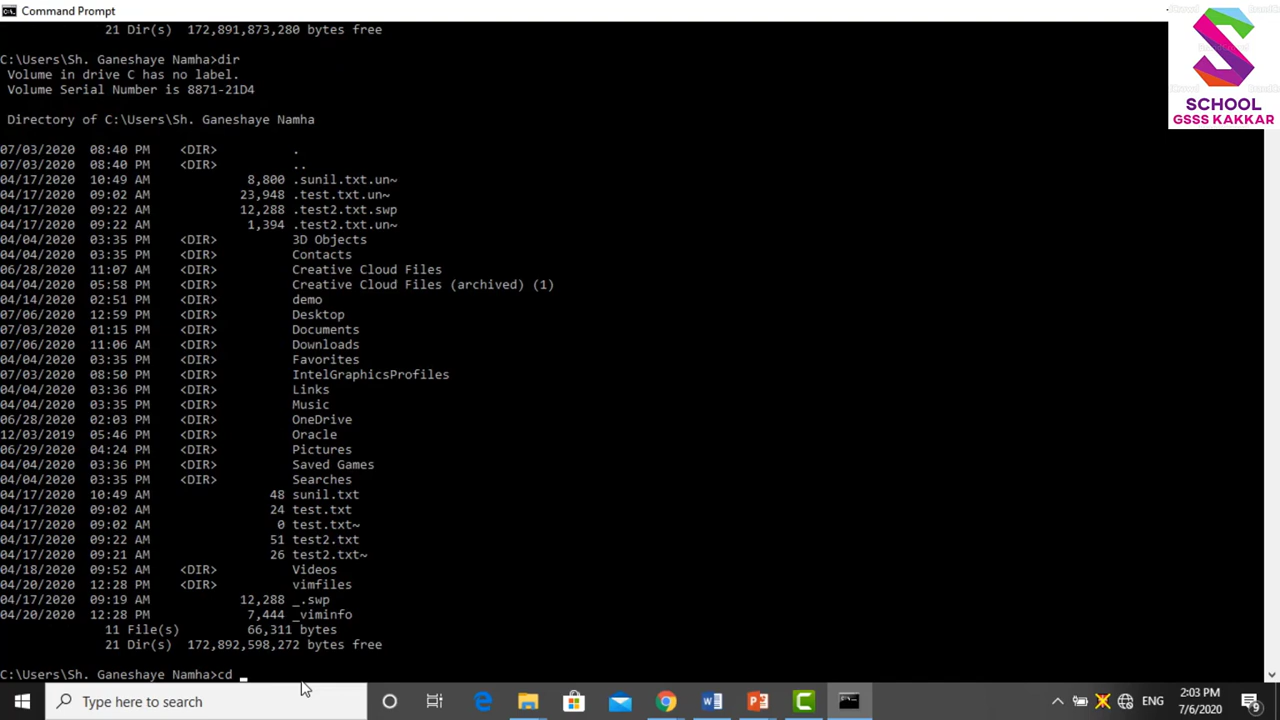 Command Prompt
21 Dir(s)  172,891,873,280 bytes free
C:\Users\Sh. Ganeshaye Namha>dir
Volume in drive C has no label.
Volume Serial Number is 8871-21D4
Directory of C:\Users\Sh. Ganeshaye Namha
07/03/2020  08:40 PM    <DIR>          .
07/03/2020  08:40 PM    <DIR>          ..
04/17/2020  10:49 AM             8,800 .sunil.txt.un~
04/17/2020  09:02 AM            23,948 .test.txt.un~
04/17/2020  09:22 AM            12,288 .test2.txt.swp
04/17/2020  09:22 AM             1,394 .test2.txt.un~
04/04/2020  03:35 PM    <DIR>          3D Objects
04/04/2020  03:35 PM    <DIR>          Contacts
06/28/2020  11:07 AM    <DIR>          Creative Cloud Files
04/04/2020  05:58 PM    <DIR>          Creative Cloud Files (archived) (1)
04/14/2020  02:51 PM    <DIR>          demo
07/06/2020  12:59 PM    <DIR>          Desktop
07/03/2020  01:15 PM    <DIR>          Documents
07/06/2020  11:06 AM    <DIR>          Downloads
04/04/2020  03:35 PM    <DIR>          Favorites
07/03/2020  08:50 PM    <DIR>          IntelGraphicsProfiles
04/04/2020  03:36 PM    <DIR>          Links
04/04/2020  03:35 PM    <DIR>          Music
06/28/2020  02:03 PM    <DIR>          OneDrive
12/03/2019  05:46 PM    <DIR>          Oracle
06/29/2020  04:24 PM    <DIR>          Pictures
04/04/2020  03:36 PM    <DIR>          Saved Games
04/04/2020  03:35 PM    <DIR>          Searches
04/17/2020  10:49 AM                48 sunil.txt
04/17/2020  09:02 AM                24 test.txt
04/17/2020  09:02 AM                 0 test.txt~
04/17/2020  09:22 AM                51 test2.txt
04/17/2020  09:21 AM                26 test2.txt~
04/18/2020  09:52 AM    <DIR>          Videos
04/20/2020  12:28 PM    <DIR>          vimfiles
04/17/2020  09:19 AM            12,288 _.swp
04/20/2020  12:28 PM             7,444 _viminfo
11 File(s)         66,311 bytes
21 Dir(s)  172,892,598,272 bytes free
C:\Users\Sh. Ganeshaye Namha>cd _
SCHOOL
GSSS KAKKAR
Type here to search
ENG
2:03 PM
7/6/2020
9